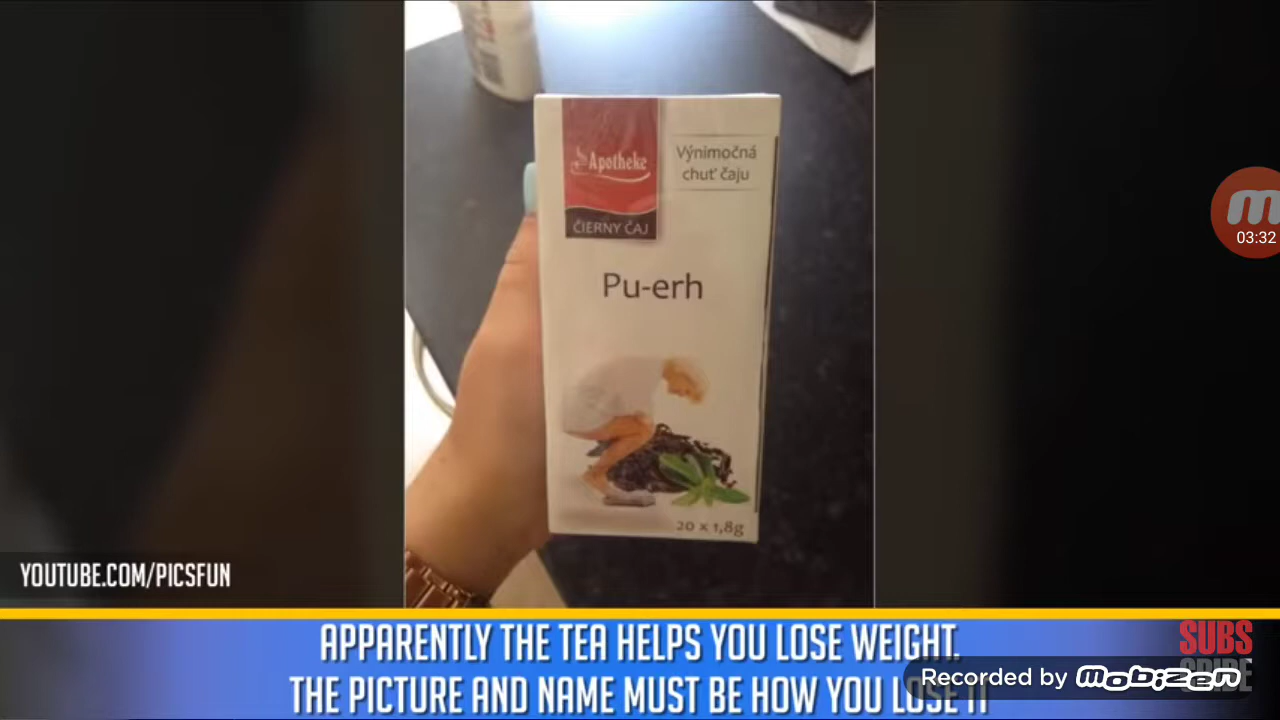 Apotheke
Výnimočná
chuť čaju
ČIERNY ČAJ
Pu-erh
20 x 1,8g
03:32
YOUTUBE.COM/PICSFUN
APPARENTLY THE TEA HELPS YOU LOSE WEIGHT.
THE PICTURE AND NAME MUST BE HOW YOU LOSE IT
SUBS
Recorded by mobizen